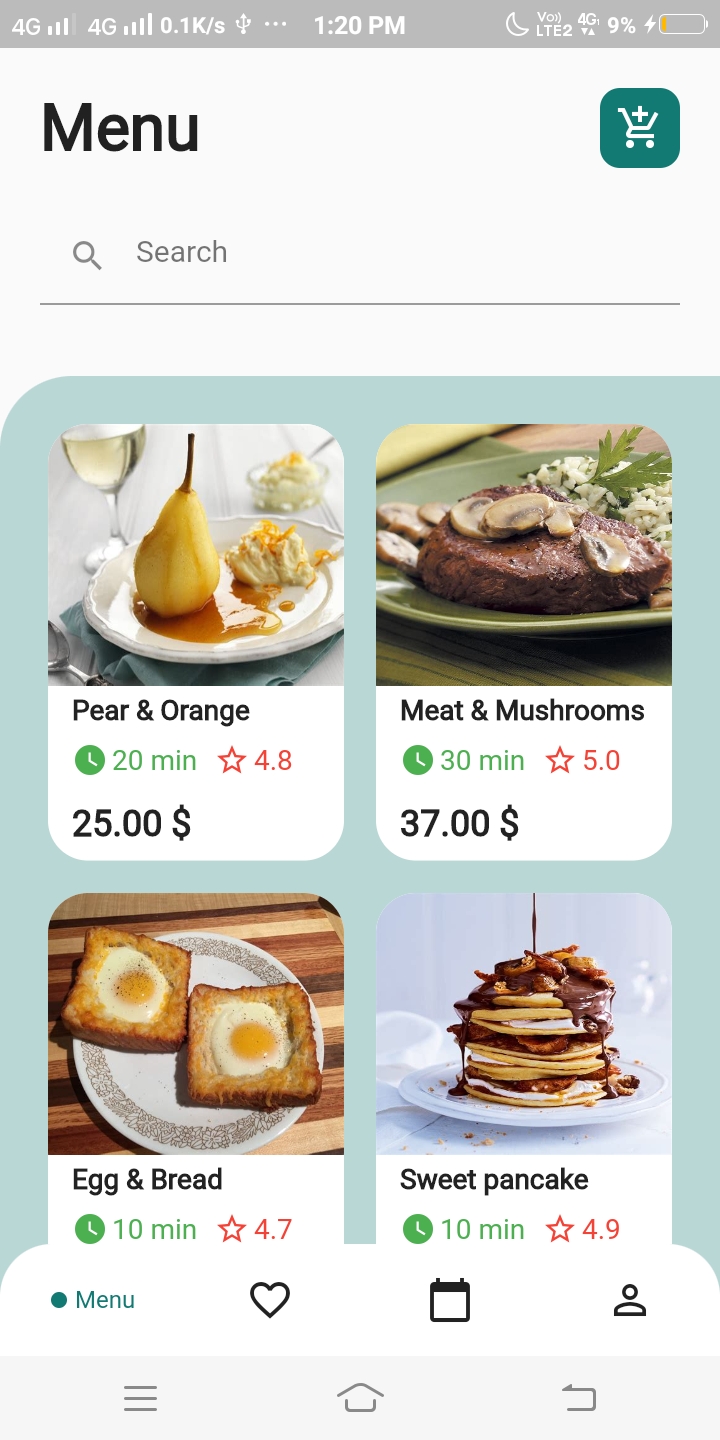 4G 4G 0.1K/s ... 1:20 PM Vo)) LTE2 4G 9%
Menu
Search
Pear & Orange
20 min 4.8
25.00 $
Meat & Mushrooms
30 min 5.0
37.00 $
Egg & Bread
10 min 4.7
Sweet pancake
10 min 4.9
Menu